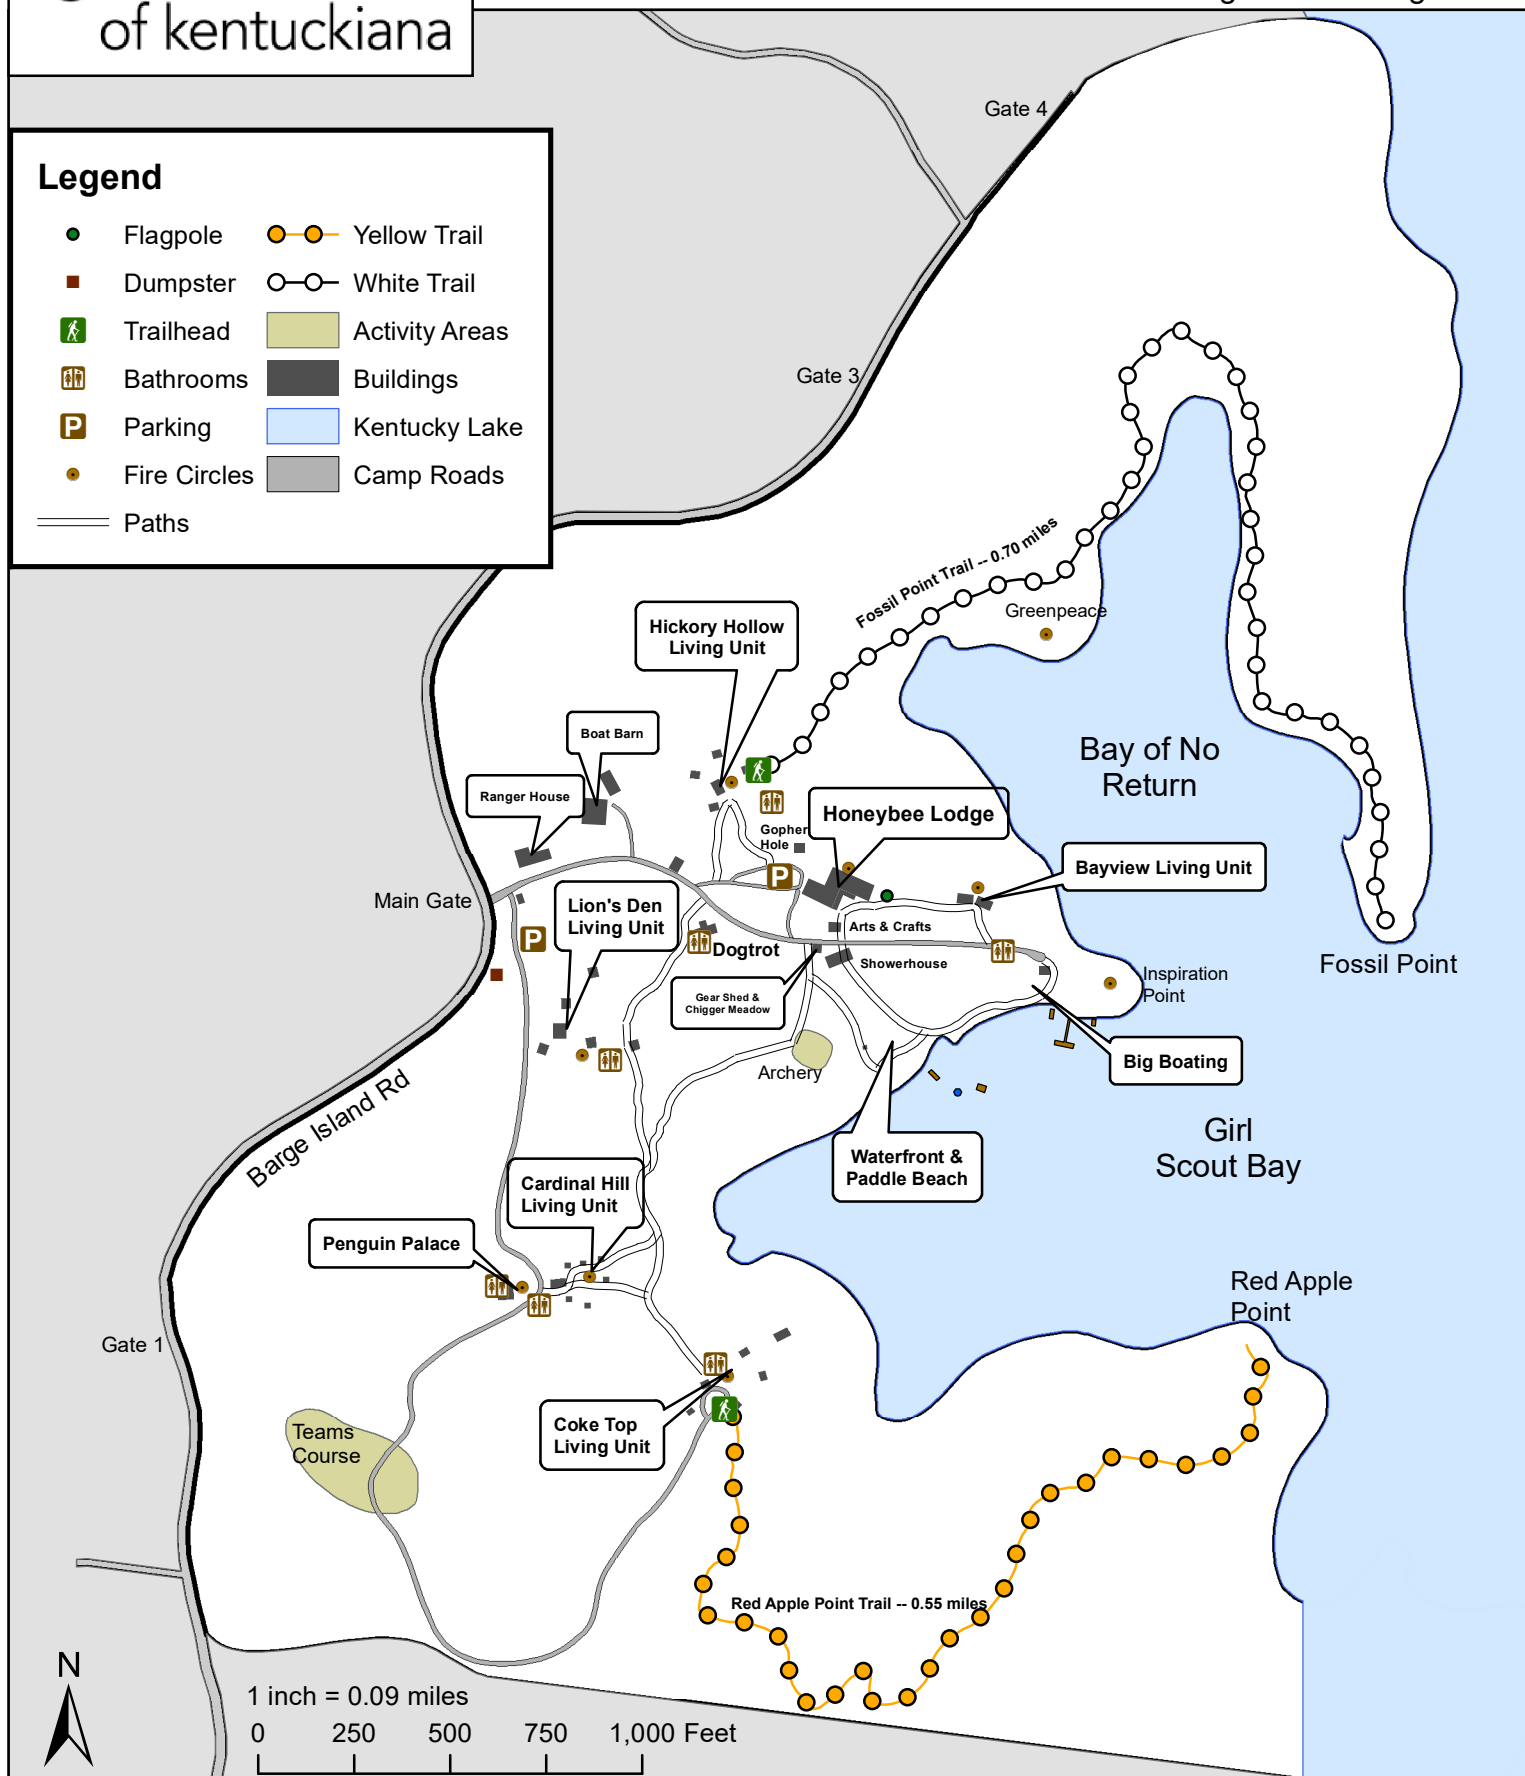 of kentuckiana
Legend
Flagpole
Yellow Trail
Dumpster
White Trail
Trailhead
Activity Areas
Bathrooms
Buildings
P
Parking
Kentucky Lake
Fire Circles
Camp Roads
Paths
Gate 4
Gate 3
Fossil Point Trail -- 0.70 miles
Greenpeace
Hickory Hollow
Living Unit
Boat Barn
Ranger House
Bay of No
Return
Honeybee Lodge
Gopher
Hole
P
Bayview Living Unit
Main Gate
Lion's Den
Living Unit
P
Arts & Crafts
Dogtrot
Showerhouse
Fossil Point
Inspiration
Point
Gear Shed &
Chigger Meadow
Big Boating
Archery
Barge Island Rd
Girl
Scout Bay
Waterfront &
Paddle Beach
Cardinal Hill
Living Unit
Penguin Palace
Red Apple
Point
Gate 1
Coke Top
Living Unit
Teams
Course
Red Apple Point Trail -- 0.55 miles
N
1 inch = 0.09 miles
0 250 500 750 1,000 Feet